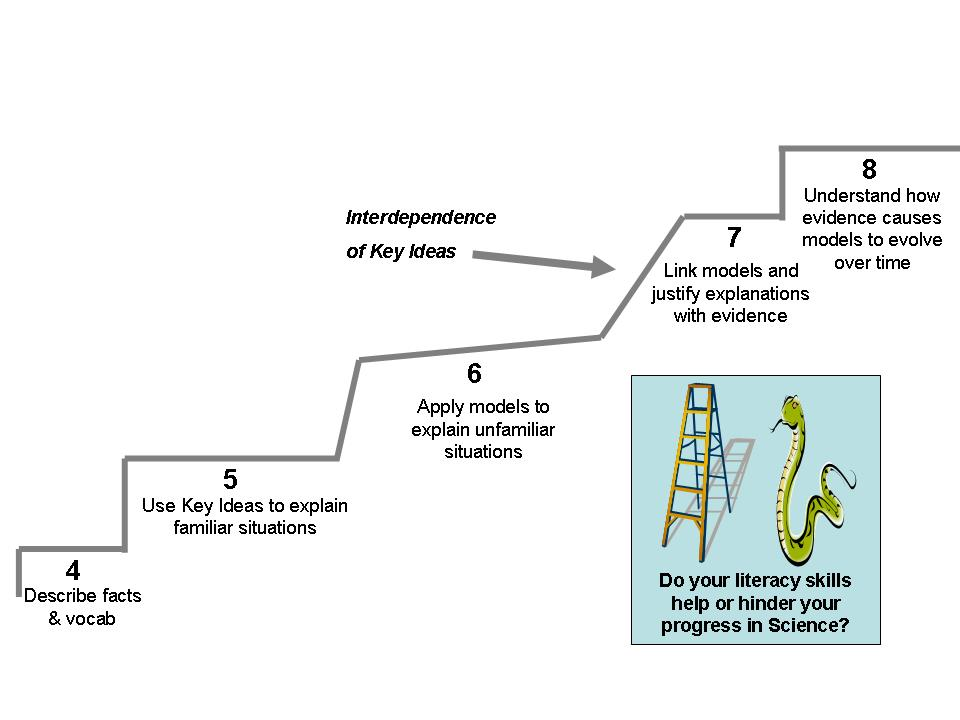 8
Understand how
evidence causes
models to evolve
over time
Interdependence
of Key Ideas
7
Link models and
justify explanations
with evidence
6
Apply models to
explain unfamiliar
situations
5
Use Key Ideas to explain
familiar situations
4
Describe facts
& vocab
Do your literacy skills
help or hinder your
progress in Science?